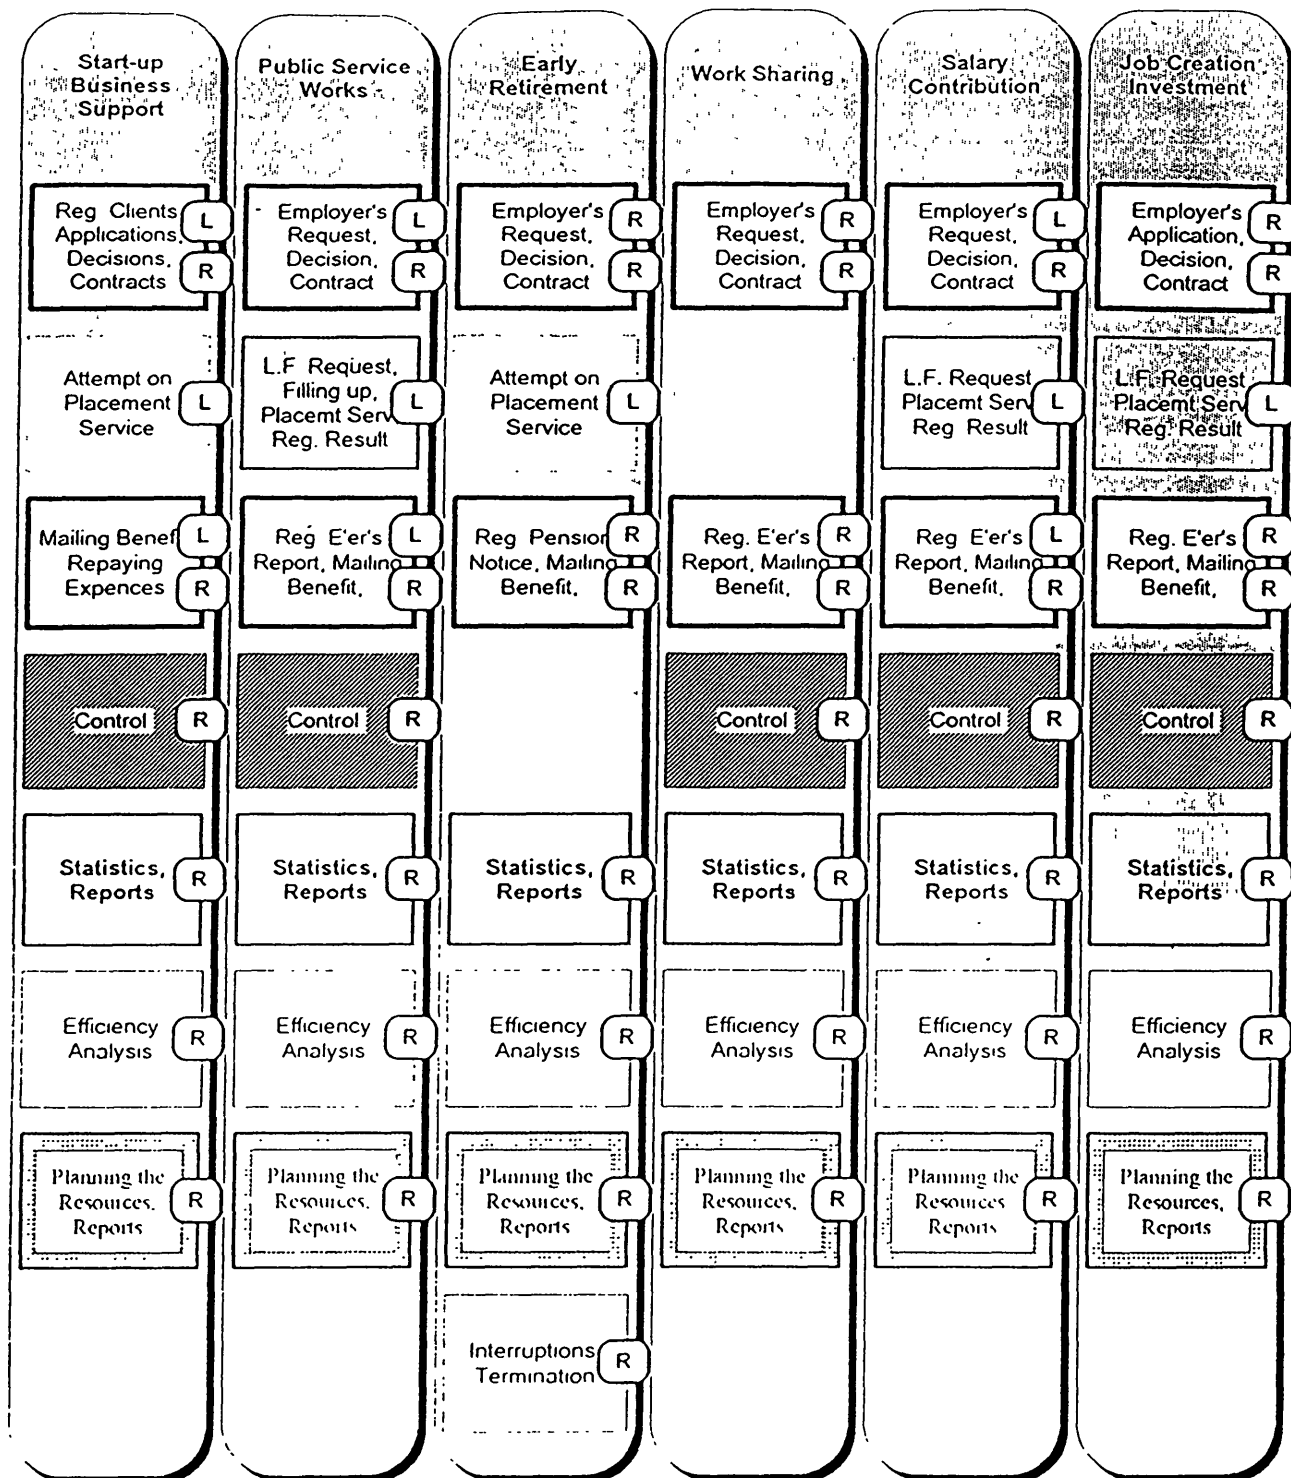 Start-up
Business
Support
Reg Clients
Applications,
Decisions,
Contracts
L
R
Attempt on
Placement
Service
L
Mailing Benef
Repaying
Expences
L
R
Control
R
Statistics,
Reports
R
Efficiency
Analysis
R
Planning the
Resources,
Reports
R
Public Service
Works
Employer's
Request,
Decision,
Contract
L
R
L.F Request,
Filling up,
Placemt Serv
Reg. Result
L
Reg E'er's
Report, Mailing
Benefit,
L
R
Control
R
Statistics,
Reports
R
Efficiency
Analysis
R
Planning the
Resources,
Reports
R
Early
Retirement
Employer's
Request,
Decision,
Contract
R
R
Attempt on
Placement
Service
L
Reg Pension
Notice, Mailing
Benefit,
R
R
Statistics,
Reports
R
Efficiency
Analysis
R
Planning the
Resources,
Reports
R
Interruptions
Termination
R
Work Sharing
Employer's
Request,
Decision,
Contract
R
R
Reg. E'er's
Report, Mailing
Benefit,
R
R
Control
R
Statistics,
Reports
R
Efficiency
Analysis
R
Planning the
Resources,
Reports
R
Salary
Contribution
Employer's
Request,
Decision,
Contract
L
R
L.F. Request
Placemt Serv
Reg Result
L
Reg E'er's
Report, Mailing
Benefit,
L
R
Control
R
Statistics,
Reports
R
Efficiency
Analysis
R
Planning the
Resources
Reports
R
Job Creation
Investment
Employer's
Application,
Decision,
Contract
R
R
L.F. Request
Placemt Serv
Reg. Result
L
Reg. E'er's
Report, Mailing
Benefit,
R
R
Control
R
Statistics,
Reports
R
Efficiency
Analysis
R
Planning the
Resources,
Reports
R